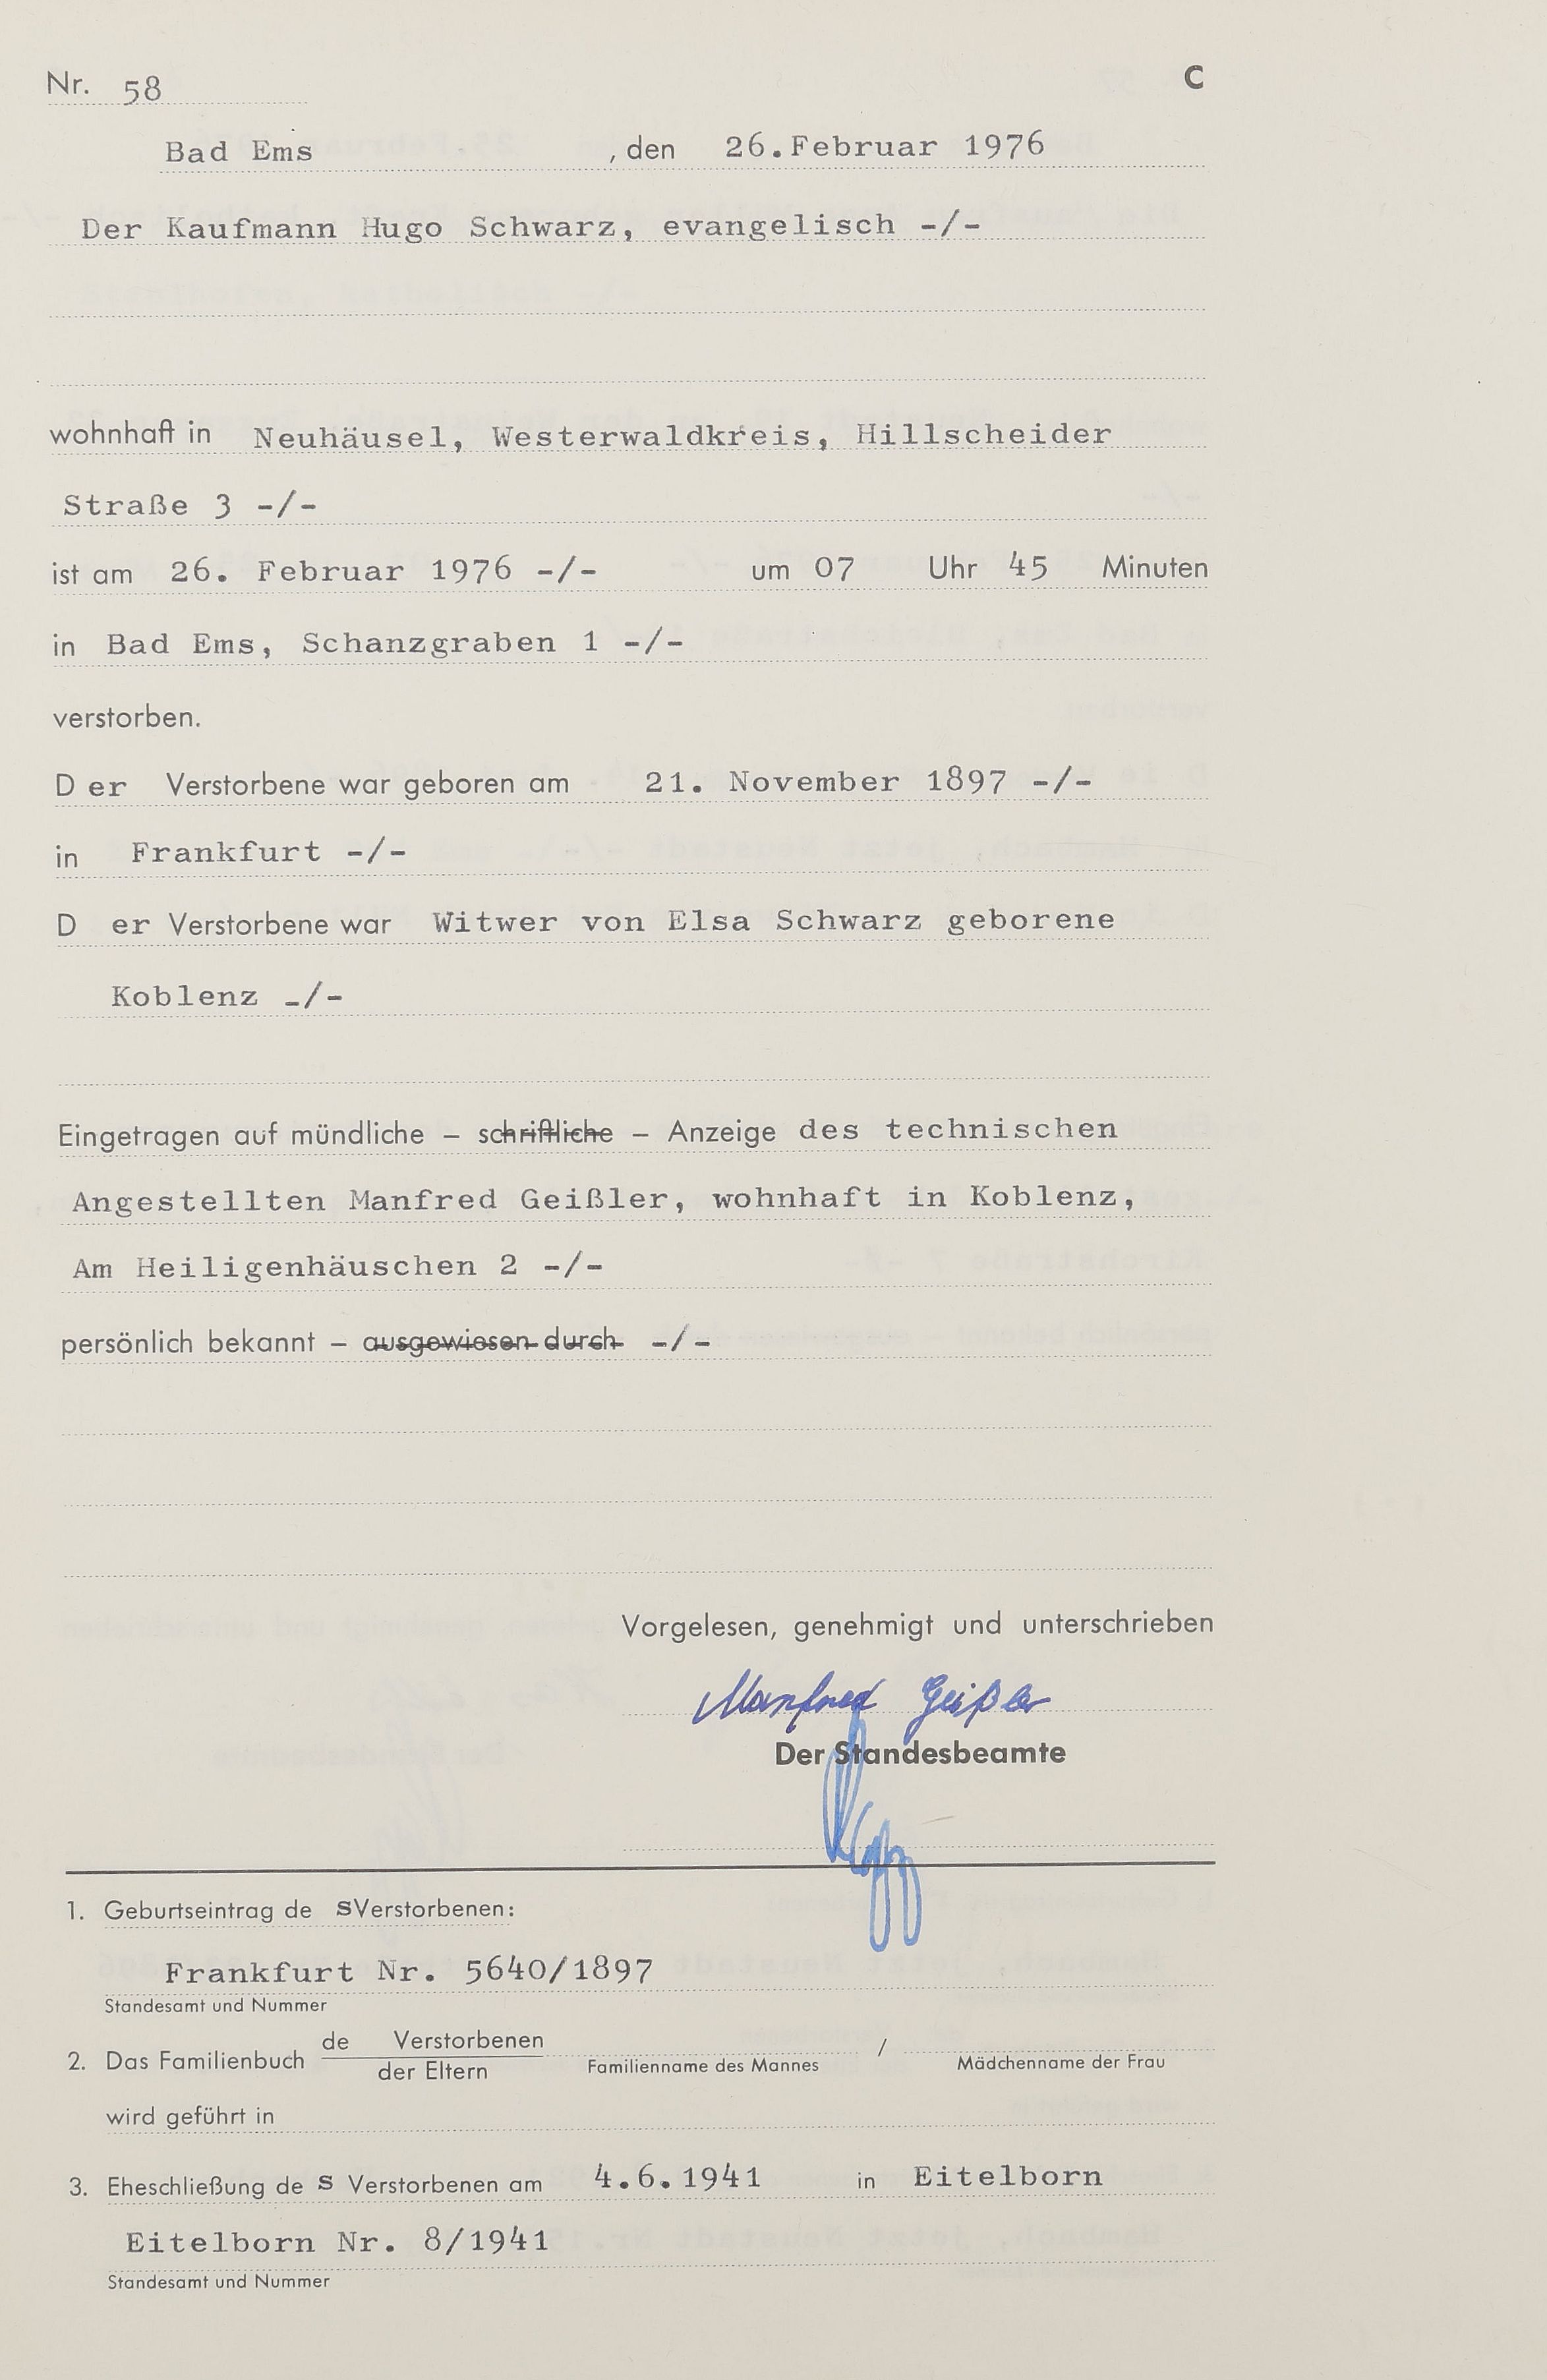 Nr. 58 C
Bad Ems , den 26.Februar 1976
Der Kaufmann Hugo Schwarz, evangelisch -/-
wohnhaft in Neuhäusel, Westerwaldkreis, Hillscheider
Straße 3 -/-
ist am 26. Februar 1976 -/- um 07 Uhr 45 Minuten
in Bad Ems, Schanzgraben 1 -/-
verstorben.
D er Verstorbene war geboren am 21. November 1897 -/-
in Frankfurt -/-
D er Verstorbene war Witwer von Elsa Schwarz geborene
Koblenz -/-
Eingetragen auf mündliche – schriftliche – Anzeige des technischen
Angestellten Manfred Geißler, wohnhaft in Koblenz,
Am Heiligenhäuschen 2 -/-
persönlich bekannt – ausgewiesen durch -/-
Vorgelesen, genehmigt und unterschrieben
Manfred Geißler
Der Standesbeamte
1. Geburtseintrag de s Verstorbenen:
Frankfurt Nr. 5640/1897
Standesamt und Nummer
2. Das Familienbuch de Verstorbenen / der Eltern Familienname des Mannes / Mädchenname der Frau
wird geführt in
3. Eheschließung de s Verstorbenen am 4.6.1941 in Eitelborn
Eitelborn Nr. 8/1941
Standesamt und Nummer